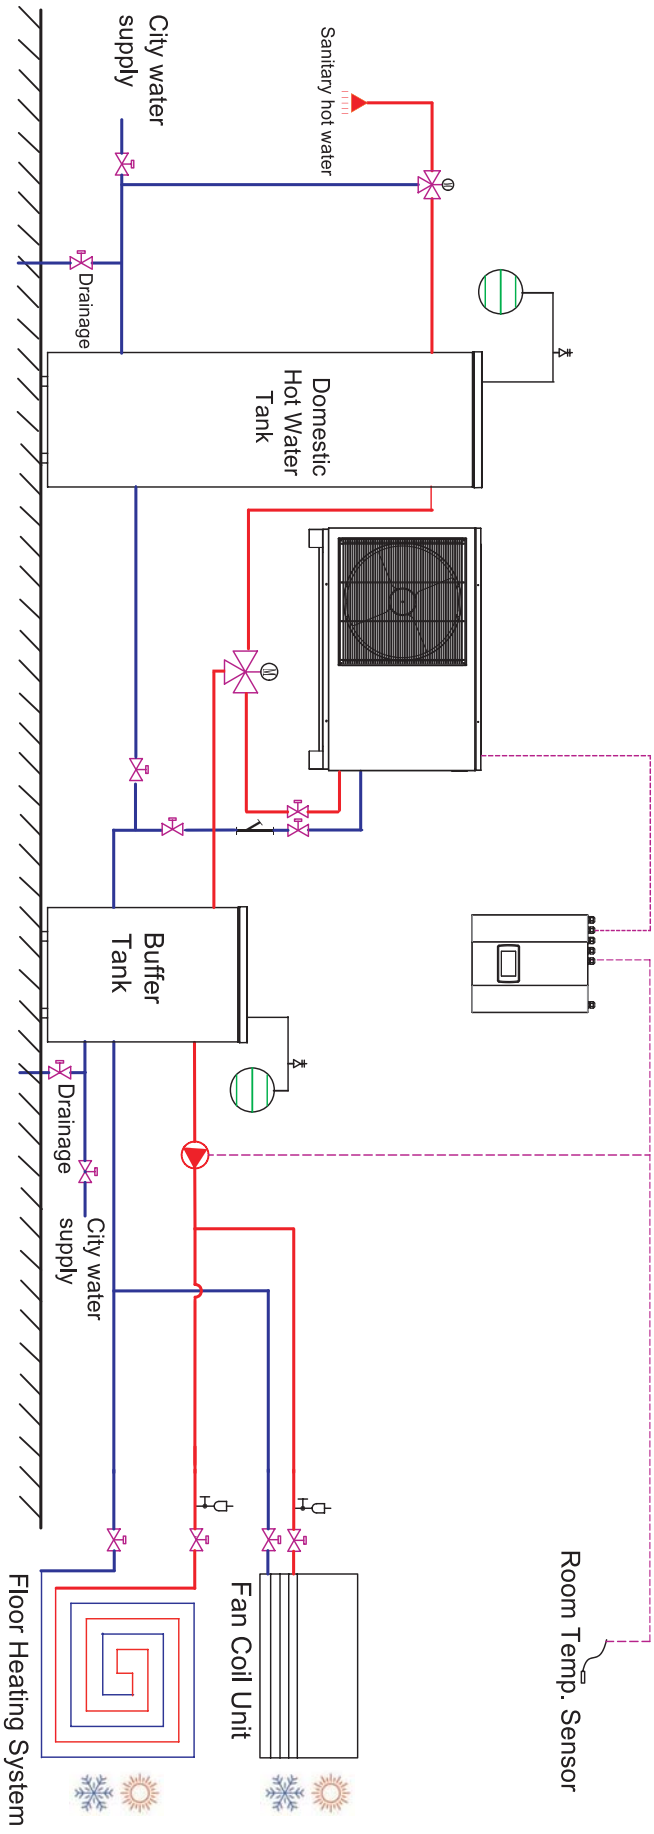 City water
supply
Sanitary hot water
Drainage
Domestic
Hot Water
Tank
M
M
Buffer
Tank
Drainage
City water
supply
Fan Coil Unit
Floor Heating System
Room Temp. Sensor